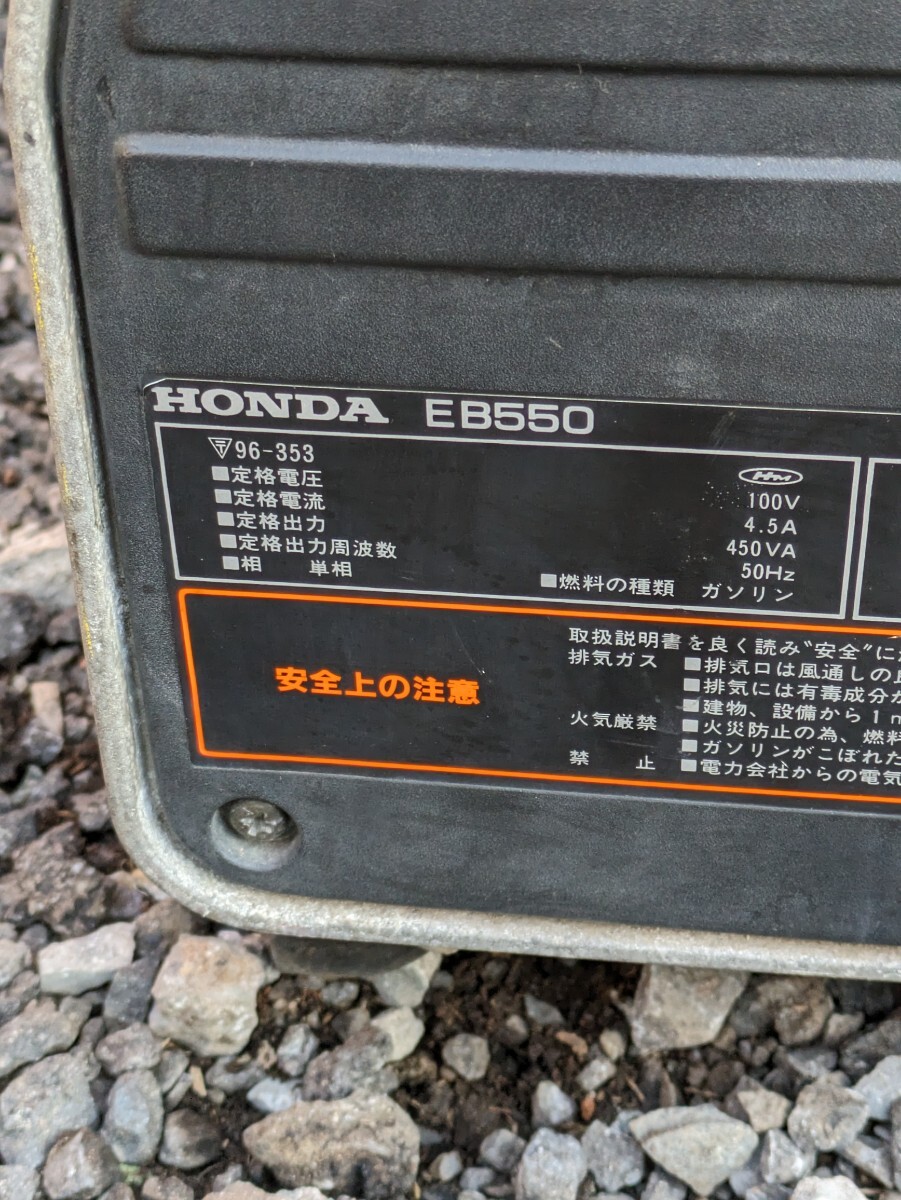 HONDA EB550
〒96-353
HM
■定格電圧 100V
■定格電流 4.5A
■定格出力 450VA
■定格出力周波数 50Hz
■相 単相 ■燃料の種類 ガソリン
安全上の注意
取扱説明書を良く読み"安全"に
排気ガス ■排気口は風通しの
■排気には有毒成分が
■建物、設備から1m
火気厳禁 ■火災防止の為、燃料
■ガソリンがこぼれた
禁止 ■電力会社からの電気